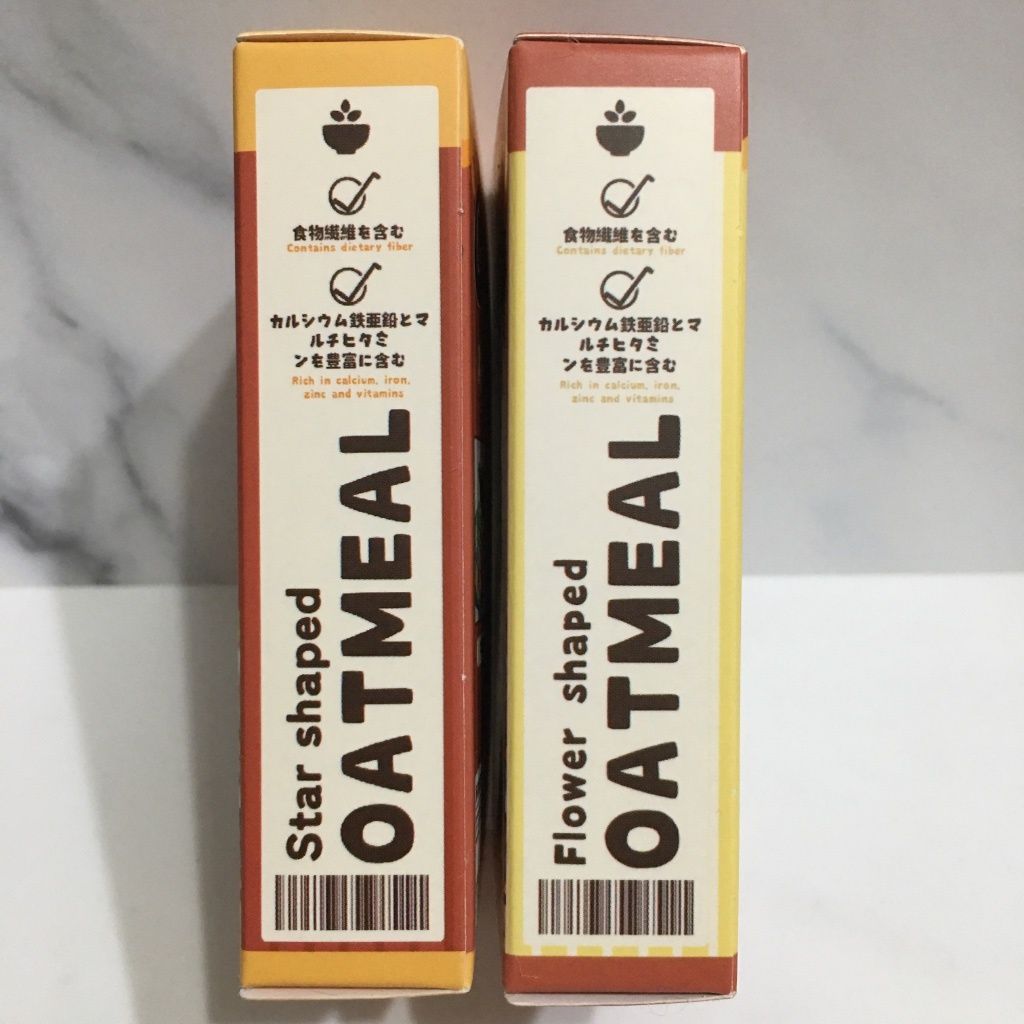 食物繊維を含む
Contains dietary fiber
カルシウム鉄亜鉛とマ
ルチヒタミ
ンを豊富に含む
Rich in calcium, iron,
zinc and vitamins
Star shaped
OATMEAL
食物繊維を含む
Contains dietary fiber
カルシウム鉄亜鉛とマ
ルチヒタミ
ンを豊富に含む
Rich in calcium, iron,
zinc and vitamins
Flower shaped
OATMEAL